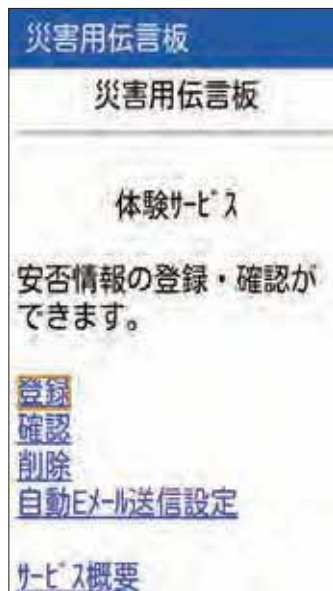 災害用伝言板
災害用伝言板
体験ｻｰﾋﾞｽ
安否情報の登録・確認が
できます。
登録
確認
削除
自動Eﾒｰﾙ送信設定
ｻｰﾋﾞｽ概要